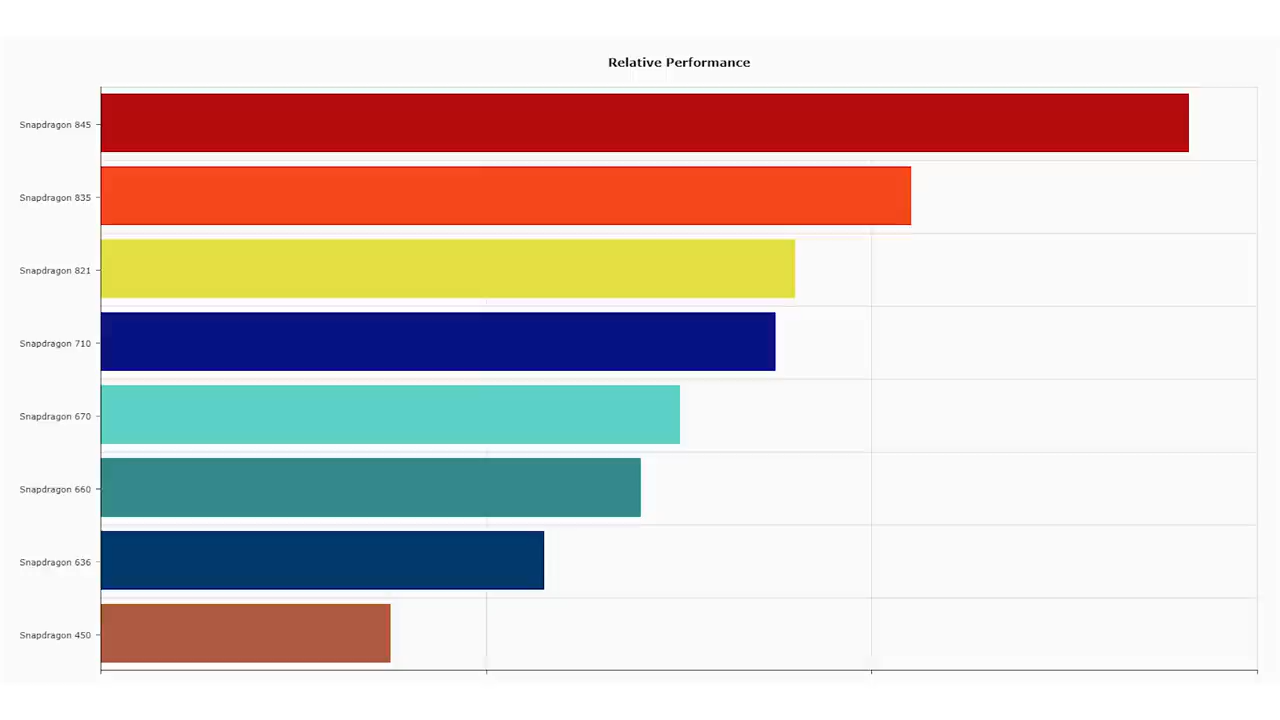 Relative Performance
Snapdragon 845
Snapdragon 835
Snapdragon 821
Snapdragon 710
Snapdragon 670
Snapdragon 660
Snapdragon 636
Snapdragon 450